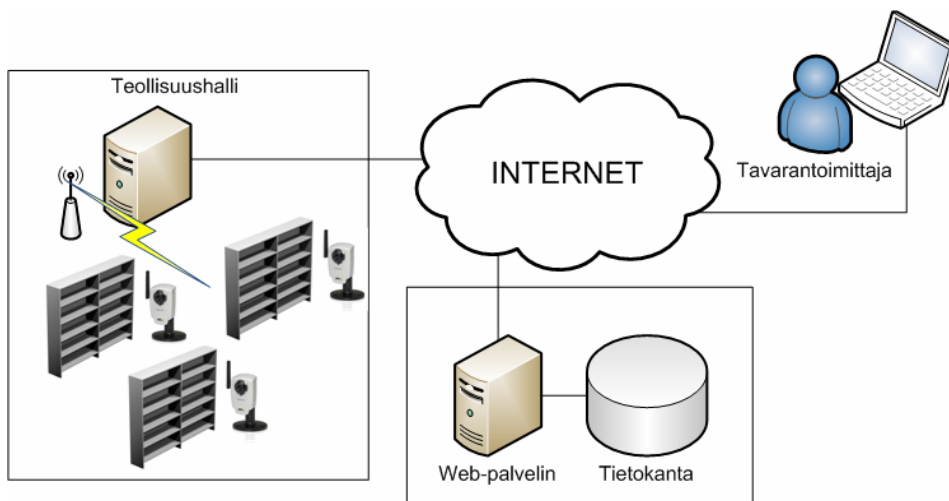 Teollisuushalli
INTERNET
Tavarantoimittaja
Web-palvelin
Tietokanta